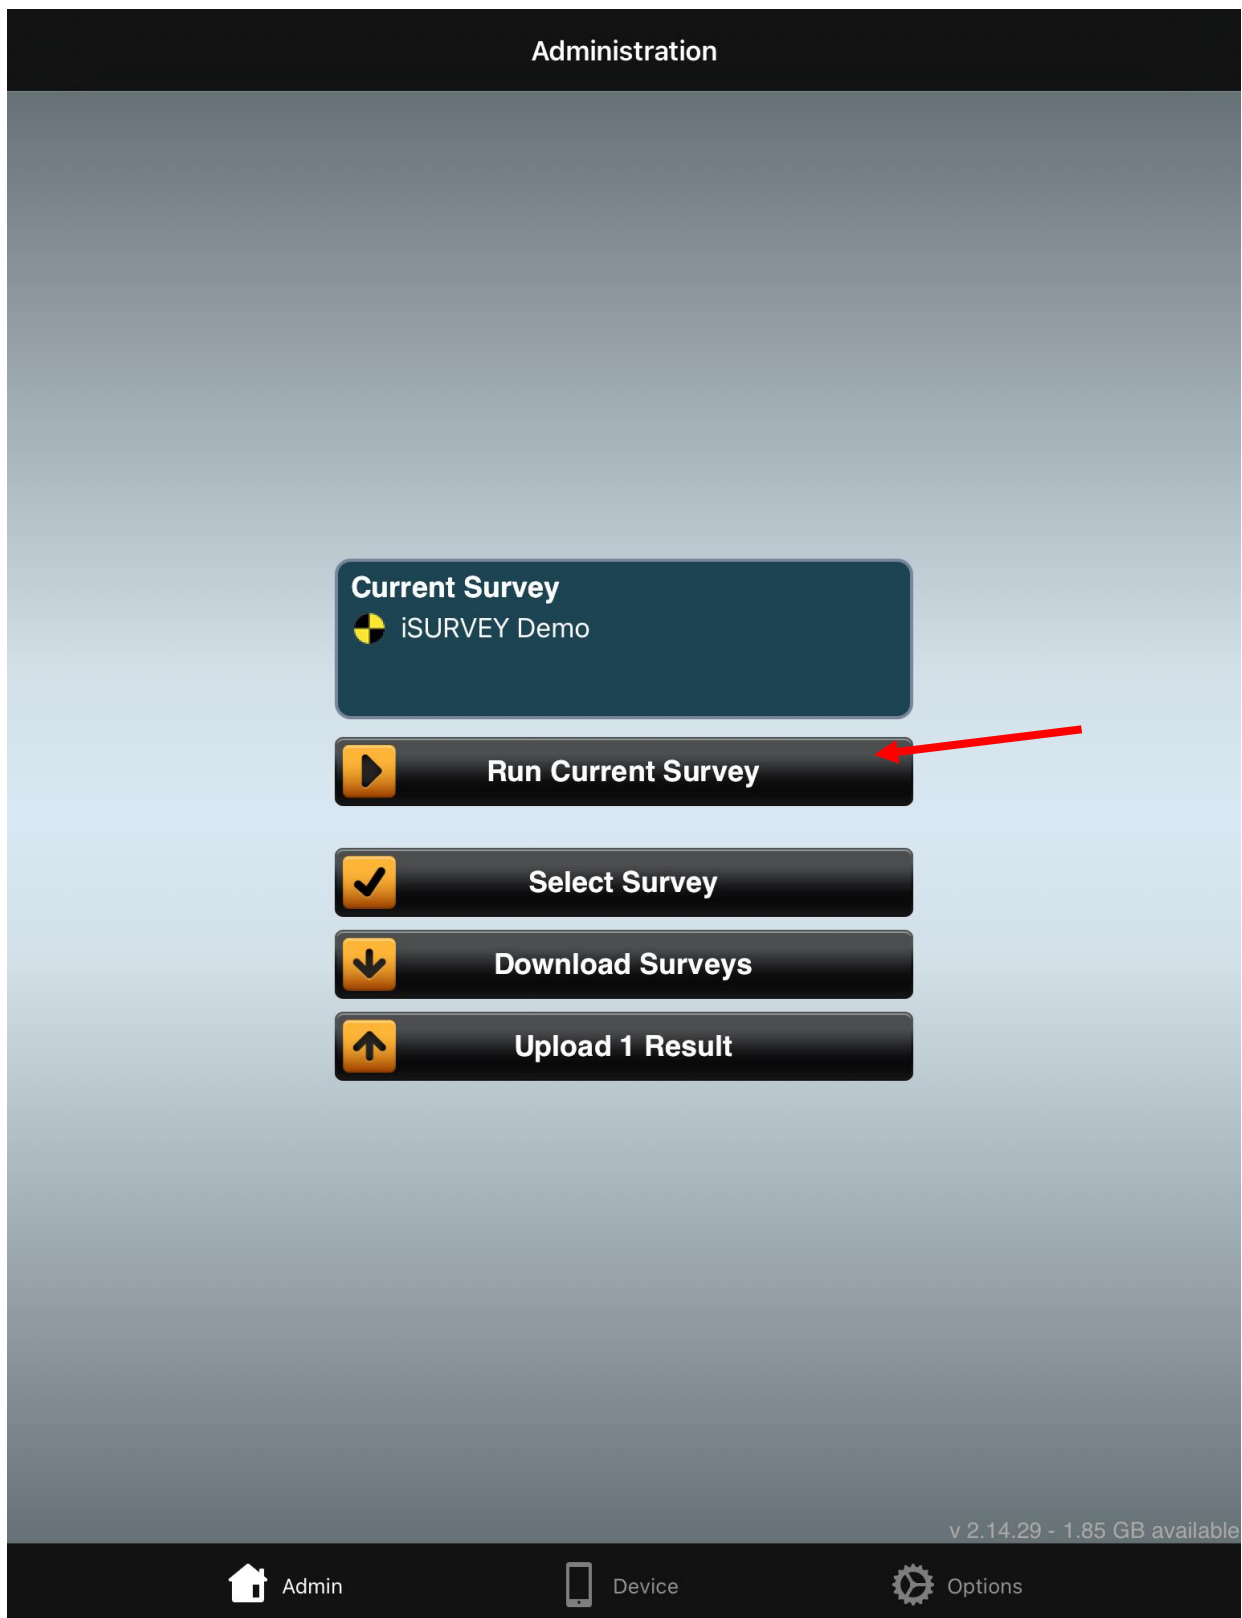 Administration
Current Survey
iSURVEY Demo
Run Current Survey
Select Survey
Download Surveys
Upload 1 Result
v 2.14.29 - 1.85 GB available
Admin
Device
Options